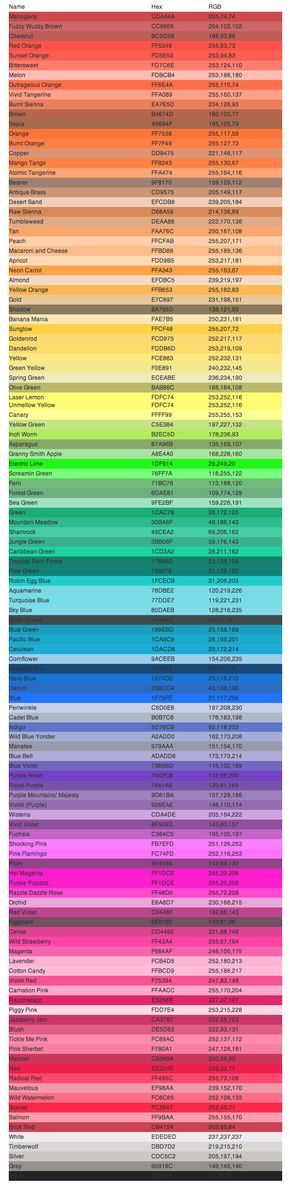 Name Hex RGB
Mahogany CD4A4A 205,74,74
Fuzzy Wuzzy Brown CC6666 204,102,102
Chestnut BC5D58 188,93,88
Red Orange FF5349 255,83,73
Sunset Orange FD5E53 253,94,83
Bittersweet FD7C6E 253,124,110
Melon FDBCB4 253,188,180
Outrageous Orange FF6E4A 255,110,74
Vivid Tangerine FFA089 255,160,137
Burnt Sienna EA7E5D 234,126,93
Brown B4674D 180,103,77
Sepia A5694F 165,105,79
Orange FF7538 255,117,56
Burnt Orange FF7F49 255,127,73
Copper DD9475 221,148,117
Mango Tango FF8243 255,130,67
Atomic Tangerine FFA474 255,164,116
Beaver 9F8170 159,129,112
Antique Brass CD9575 205,149,117
Desert Sand EFCDB8 239,205,184
Raw Sienna D68A59 214,138,89
Tumbleweed DEAA88 222,170,136
Tan FAA76C 250,167,108
Peach FFCFAB 255,207,171
Macaroni and Cheese FFBD88 255,189,136
Apricot FDD9B5 253,217,181
Neon Carrot FFA343 255,163,67
Almond EFDBC5 239,219,197
Yellow Orange FFB653 255,182,83
Gold E7C697 231,198,151
Shadow 8A795D 138,121,93
Banana Mania FAE7B5 250,231,181
Sunglow FFCF48 255,207,72
Goldenrod FCD975 252,217,117
Dandelion FDDB6D 253,219,109
Yellow FCE883 252,232,131
Green Yellow F0E891 240,232,145
Spring Green ECEABE 236,234,190
Olive Green BAB86C 186,184,108
Laser Lemon FDFC74 253,252,116
Unmellow Yellow FDFC74 253,252,116
Canary FFFF99 255,255,153
Yellow Green C5E384 197,227,132
Inch Worm B2EC5D 178,236,93
Asparagus 87A96B 135,169,107
Granny Smith Apple A8E4A0 168,228,160
Electric Lime 1DF914 29,249,20
Screamin Green 76FF7A 118,255,122
Fern 71BC78 113,188,120
Forest Green 6DAE81 109,174,129
Sea Green 9FE2BF 159,226,191
Green 1CAC78 28,172,120
Mountain Meadow 30BA8F 48,186,143
Shamrock 45CEA2 69,206,162
Jungle Green 3BB08F 59,176,143
Caribbean Green 1CD3A2 28,211,162
Tropical Rain Forest 17806D 23,128,109
Pine Green 158078 21,128,120
Robin Egg Blue 1FCECB 31,206,203
Aquamarine 78DBE2 120,219,226
Turquoise Blue 77DDE7 119,221,231
Sky Blue 80DAEB 128,218,235
Outer Space
Blue Green 199EBD 25,158,189
Pacific Blue 1CA9C9 28,169,201
Cerulean 1DACD6 29,172,214
Cornflower 9ACEEB 154,206,235
Navy Blue 1974D2 25,116,210
Denim 2B6CC4 43,108,196
Blue 1F75FE 31,117,254
Periwinkle C5D0E6 197,208,230
Cadet Blue B0B7C6 176,183,198
Indigo 5D76CB 93,118,203
Wild Blue Yonder A2ADD0 162,173,208
Manatee 979AAA 151,154,170
Blue Bell ADADD6 173,173,214
Blue Violet 7366BD 115,102,189
Purple Heart 7442C8 116,66,200
Royal Purple 7851A9 120,81,169
Purple Mountains' Majesty 9D81BA 157,129,186
Violet (Purple) 926EAE 146,110,174
Wisteria CDA4DE 205,164,222
Vivid Violet 8F509D 143,80,157
Fuchsia C364C5 195,100,197
Shocking Pink FB7EFD 251,126,253
Pink Flamingo FC74FD 252,116,253
Plum 8E4585 142,69,133
Hot Magenta FF1DCE 255,29,206
Purple Pizzazz FF1DCE 255,29,206
Razzle Dazzle Rose FF48D0 255,72,208
Orchid E6A8D7 230,168,215
Red Violet C0448F 192,68,143
Eggplant 6E5160 110,81,96
Cerise DD4492 221,68,146
Wild Strawberry FF43A4 255,67,164
Magenta F664AF 246,100,175
Lavender FCB4D5 252,180,213
Cotton Candy FFBCD9 255,188,217
Violet Red F75394 247,83,148
Carnation Pink FFAACC 255,170,204
Razzmatazz E3256B 227,37,107
Piggy Pink FDD7E4 253,215,228
Jazzberry Jam CA3767 202,55,103
Blush DE5D83 222,93,131
Tickle Me Pink FC89AC 252,137,172
Pink Sherbet F780A1 247,128,161
Maroon C8385A 200,56,90
Red EE204D 238,32,77
Radical Red FF496C 255,73,108
Mauvelous EF98AA 239,152,170
Wild Watermelon FC6C85 252,108,133
Scarlet FC2847 252,40,71
Salmon FF9BAA 255,155,170
Brick Red CB4154 203,65,84
White EDEDED 237,237,237
Timberwolf DBD7D2 219,215,210
Silver CDC5C2 205,197,194
Gray 95918C 149,145,140